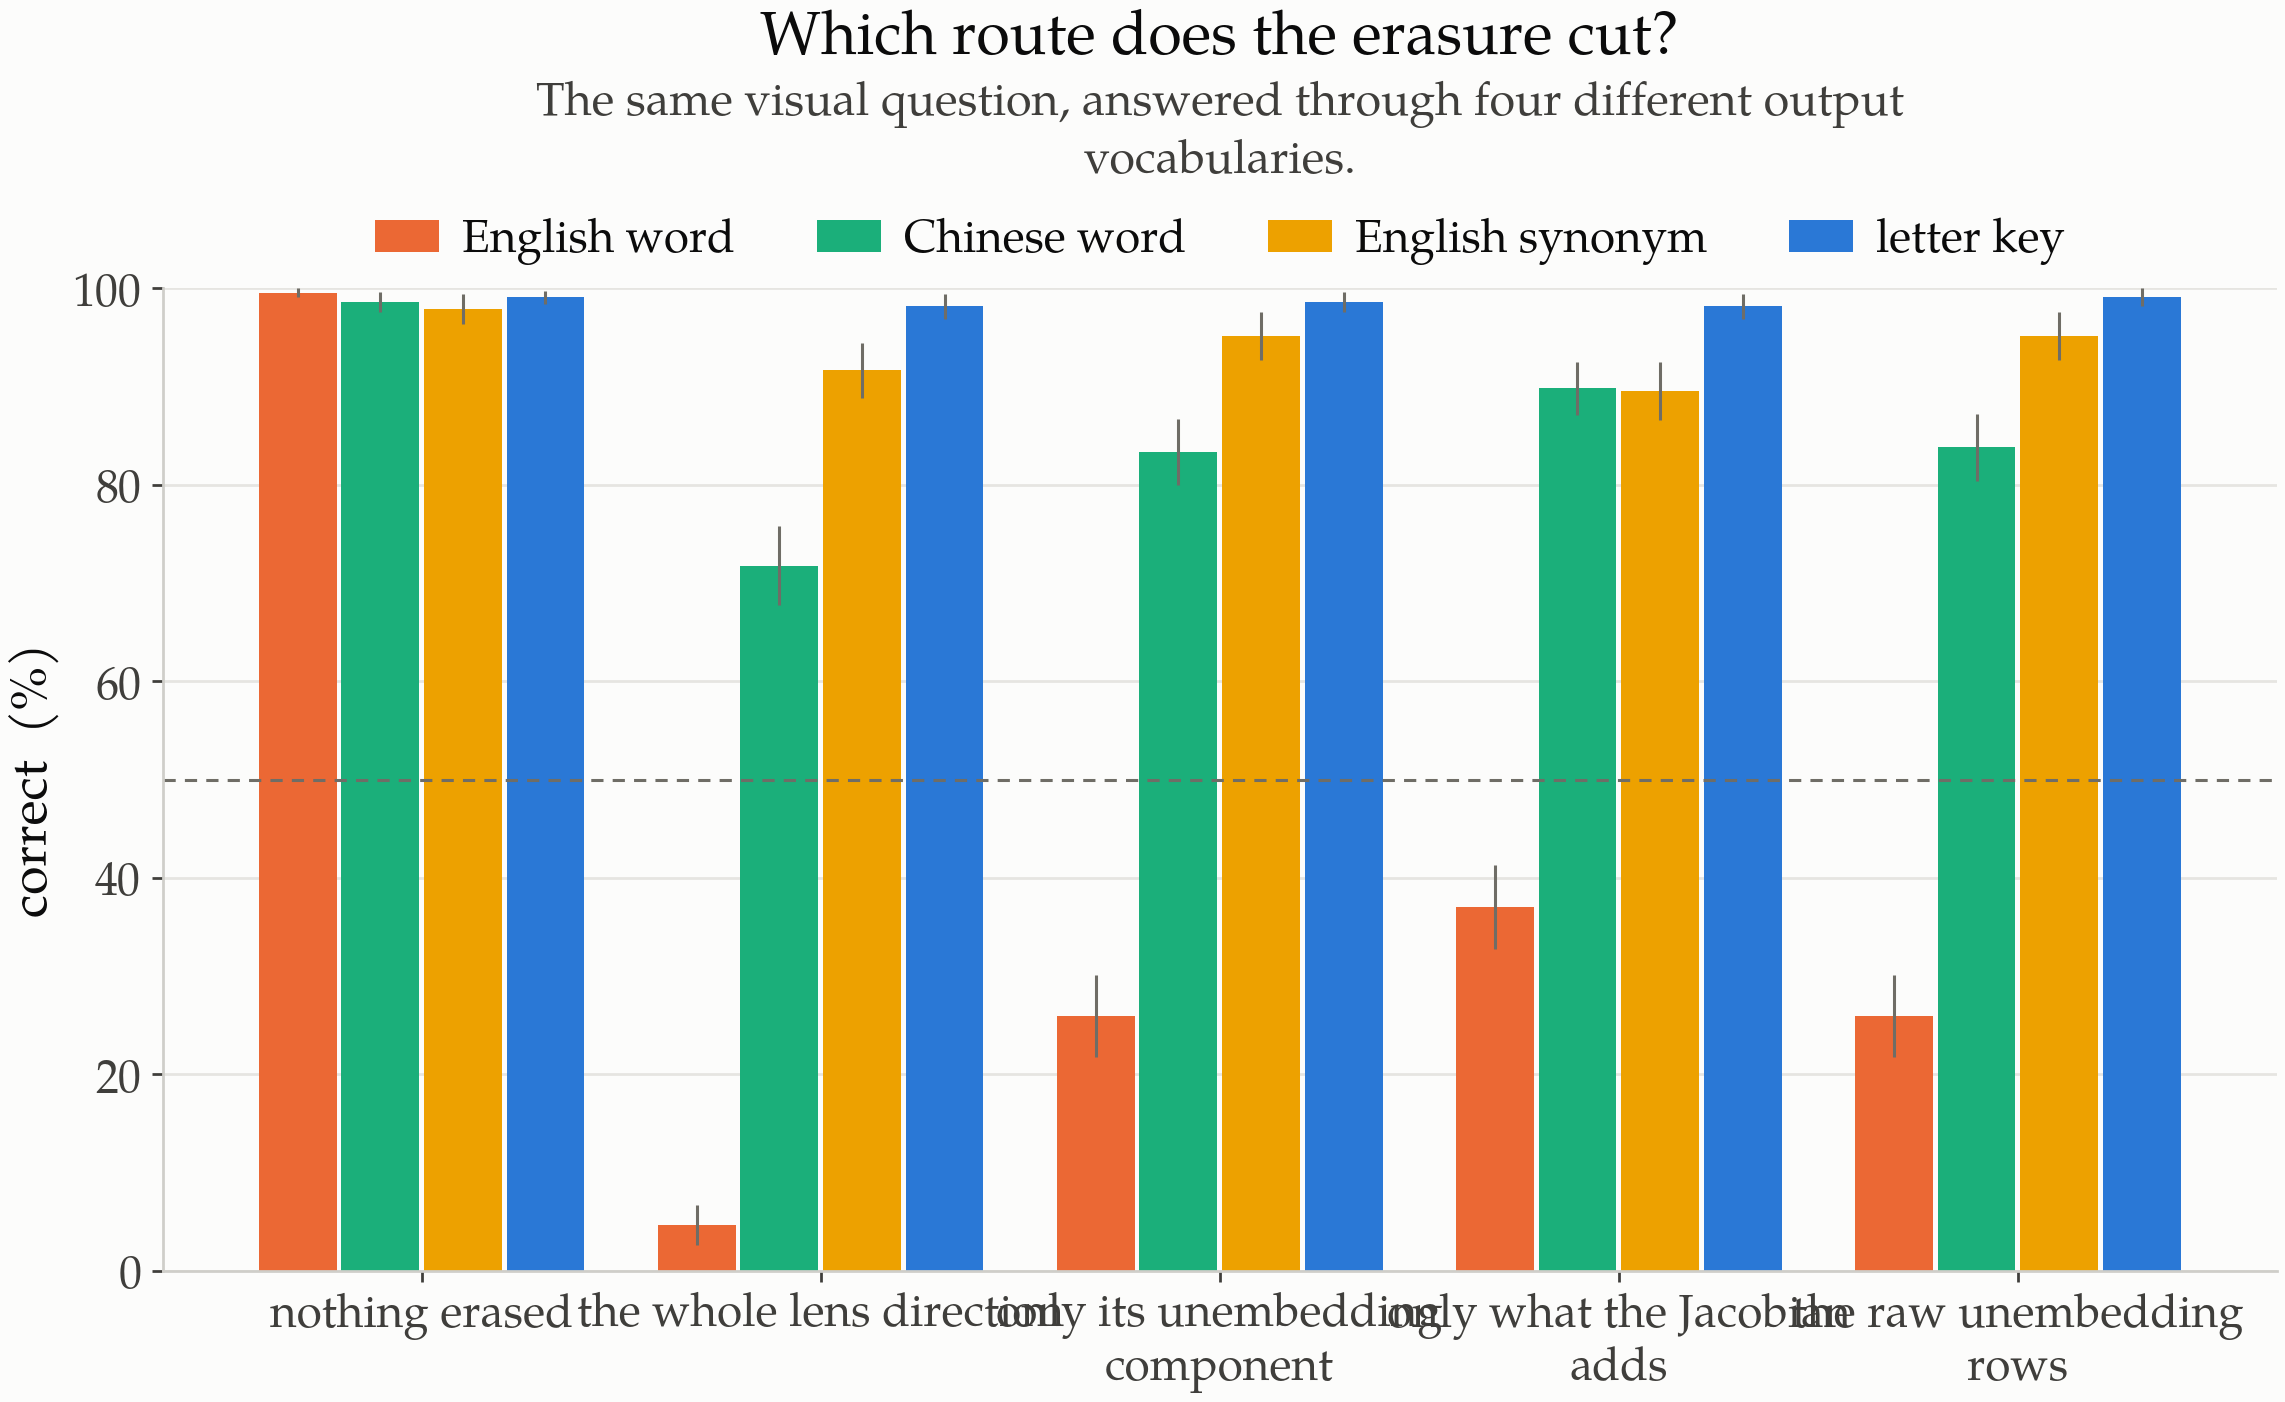 Which route does the erasure cut?
The same visual question, answered through four different output
vocabularies.
English word
Chinese word
English synonym
letter key
correct (%)
100
80
60
40
20
0
nothing erased
the whole lens direction
only its unembedding
component
only what the Jacobian
adds
the raw unembedding
rows